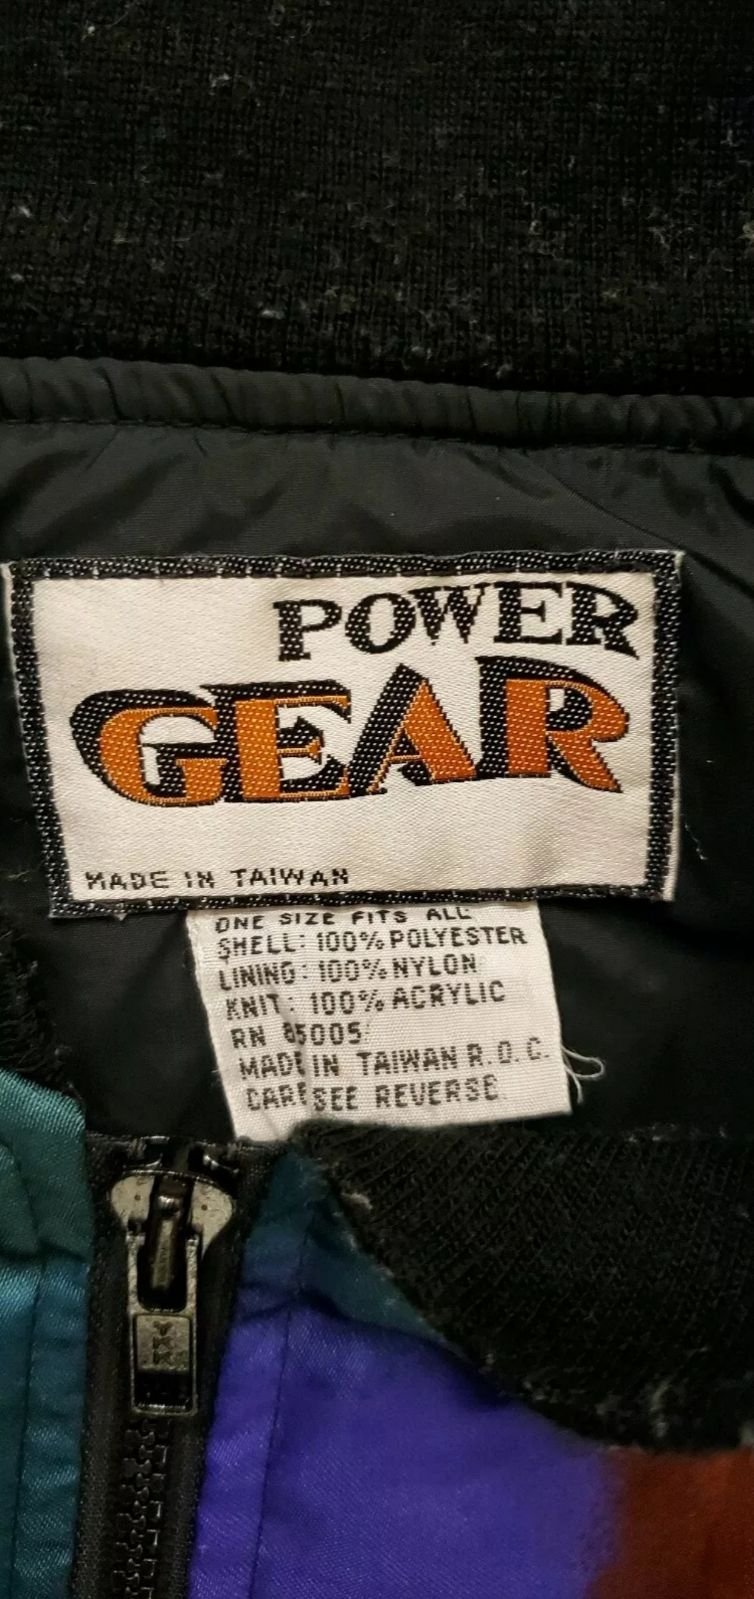 POWER
GEAR
MADE IN TAIWAN
ONE SIZE FITS ALL
SHELL: 100% POLYESTER
LINING: 100% NYLON
KNIT: 100% ACRYLIC
RN 85005
MADE IN TAIWAN R.O.C.
CARE SEE REVERSE
YKK